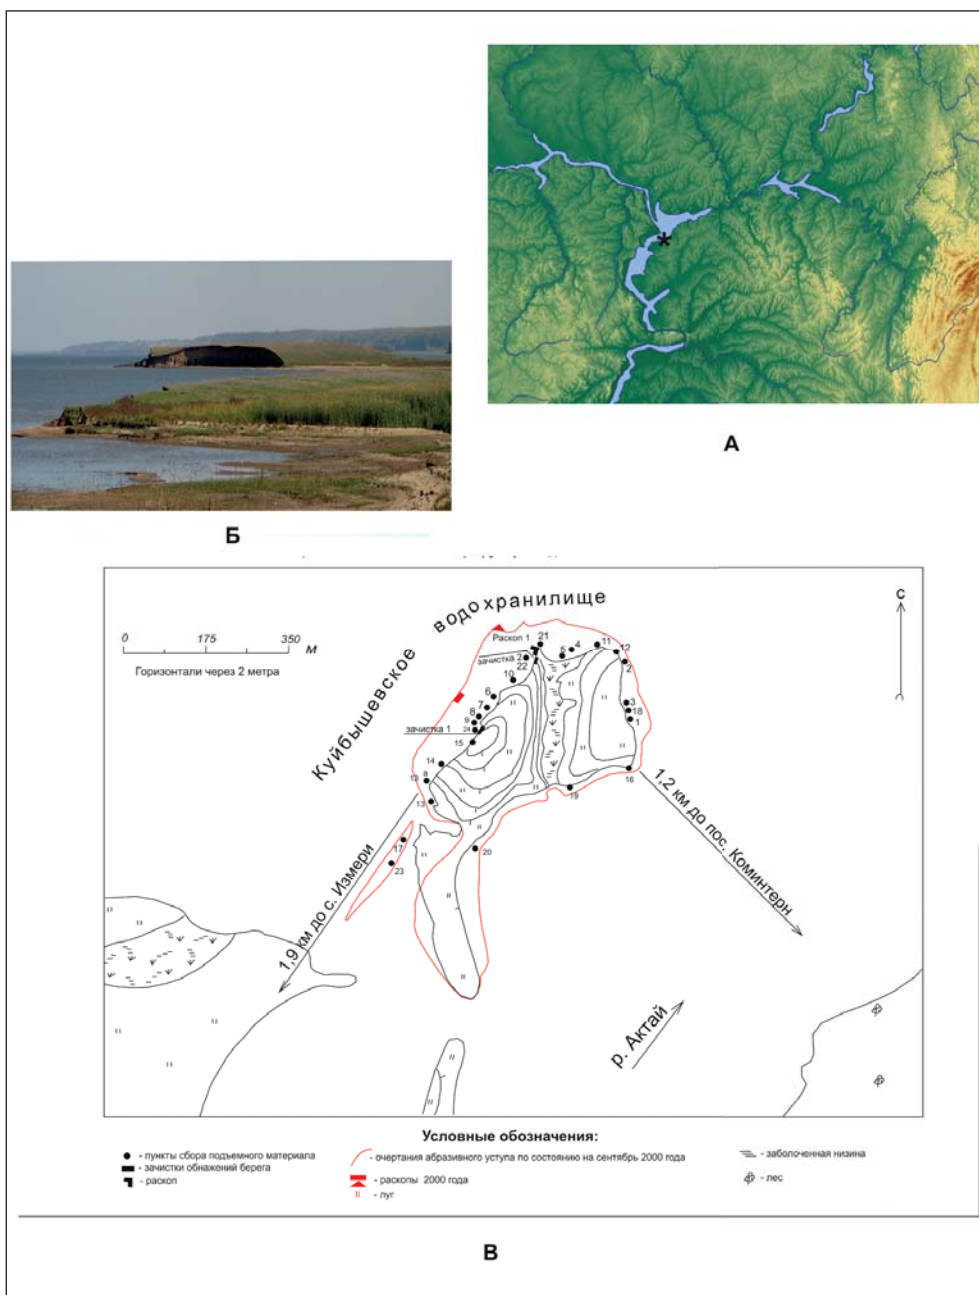 А
Б
Куйбышевское водохранилище
с
0 175 350 м
Горизонтали через 2 метра
Раскоп 1
21
4
11
5
12
зачистка 2
2
22
10
6
3
7
18
8
1
9
24
зачистка 1
15
14
16
13
8
19
13
17
20
23
1,9 км до с. Измери
1,2 км до пос. Коминтерн
р. Актай
Условные обозначения:
- пункты сбора подъемного материала
- зачистки обнажений берега
- раскоп
- очертания абразивного уступа по состоянию на сентябрь 2000 года
- раскопы 2000 года
- луг
- заболоченная низина
- лес
В